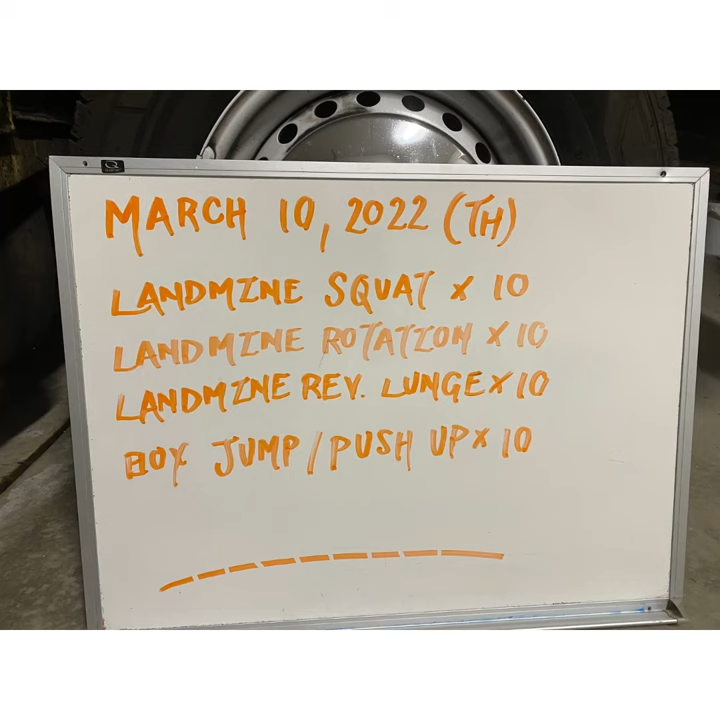 MARCH 10, 2022 (TH)
LANDMINE SQUAT X 10
LANDMINE ROTATION X 10
LANDMINE REV. LUNGE X 10
BOX JUMP / PUSH UP X 10